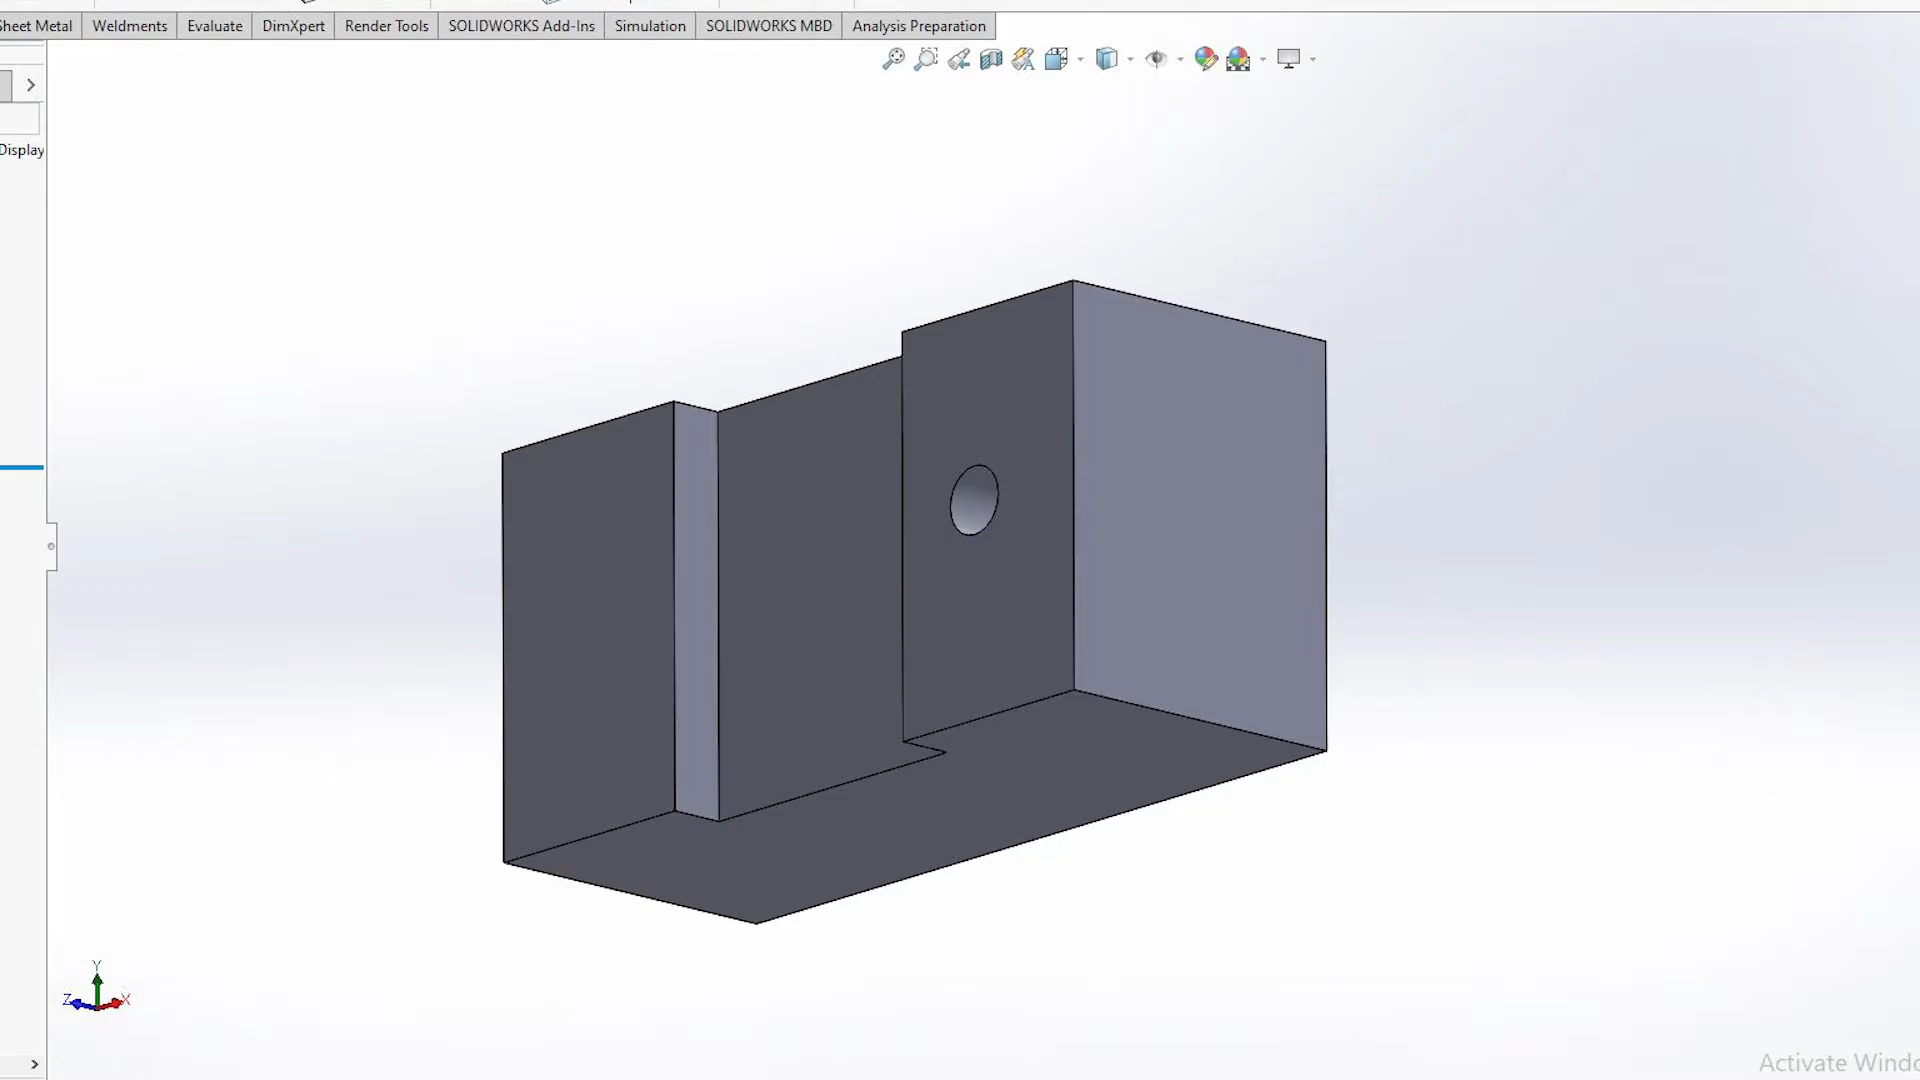 Sheet Metal Weldments Evaluate DimXpert Render Tools SOLIDWORKS Add-Ins Simulation SOLIDWORKS MBD Analysis Preparation
Display
Y
Z X
Activate Windo